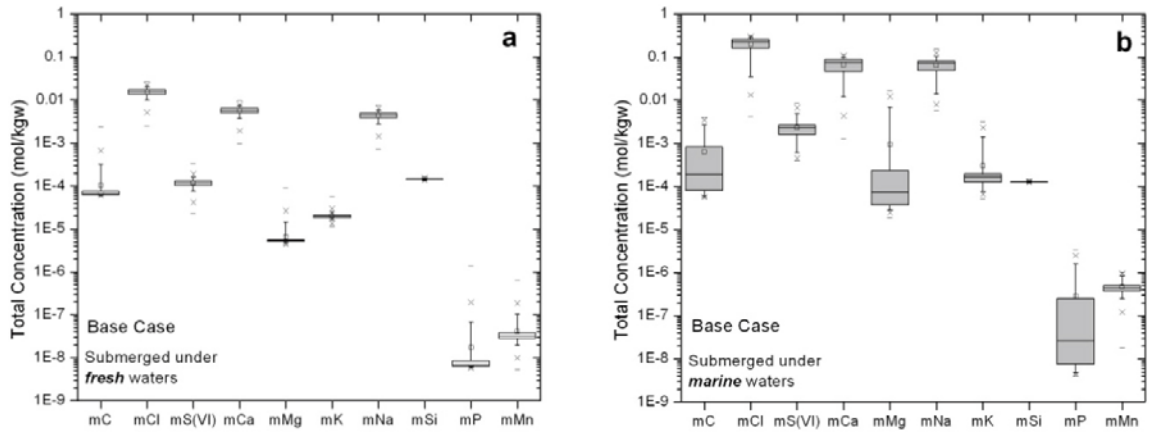 a
1
0.1
0.01
1E-3
1E-4
1E-5
1E-6
1E-7
1E-8
1E-9
Total Concentration (mol/kgw)
Base Case
Submerged under
fresh waters
mC mCl mS(VI) mCa mMg mK mNa mSi mP mMn
b
1
0.1
0.01
1E-3
1E-4
1E-5
1E-6
1E-7
1E-8
1E-9
Total Concentration (mol/kgw)
Base Case
Submerged under
marine waters
mC mCl mS(VI) mCa mMg mNa mK mSi mP mMn